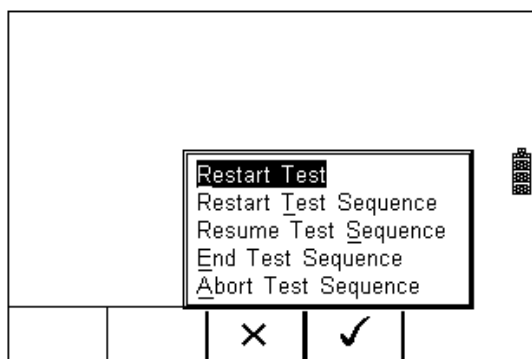 Restart Test
Restart Test Sequence
Resume Test Sequence
End Test Sequence
Abort Test Sequence